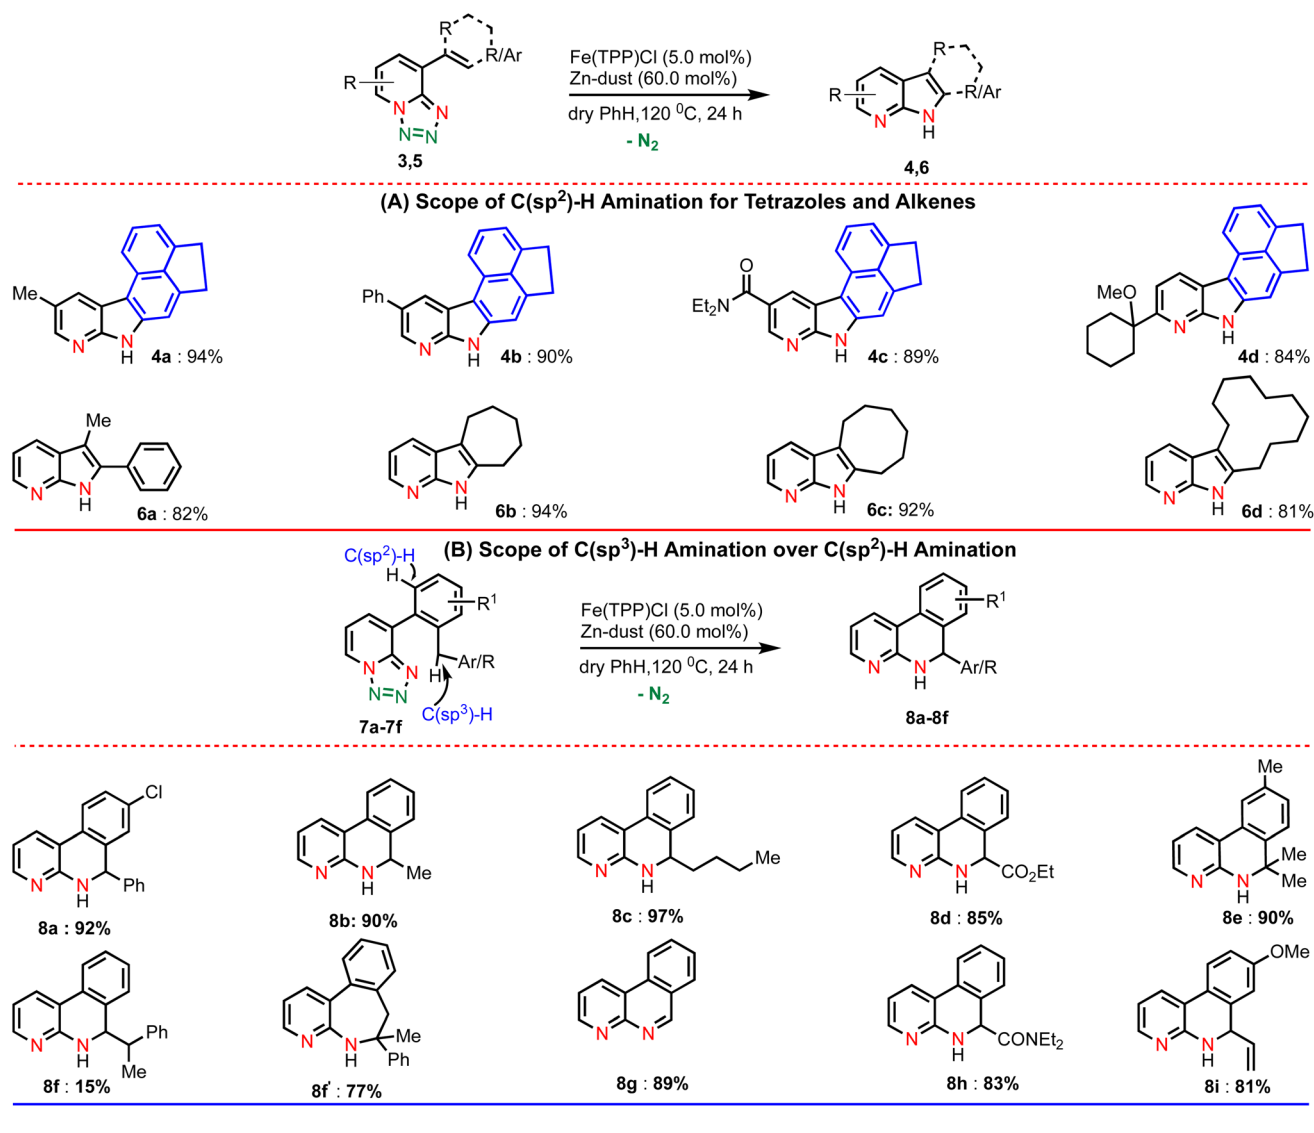 R
R/Ar
R
N
N
N=N
3,5
Fe(TPP)Cl (5.0 mol%)
Zn-dust (60.0 mol%)
dry PhH,120 ⁰C, 24 h
- N₂
R
R/Ar
R
N
N
H
4,6
(A) Scope of C(sp²)-H Amination for Tetrazoles and Alkenes
Me
N
N
H
4a : 94%
Ph
N
N
H
4b : 90%
O
Et₂N
N
N
H
4c : 89%
MeO
N
N
H
4d : 84%
Me
N
N
H
6a : 82%
N
N
H
6b : 94%
N
N
H
6c: 92%
N
N
H
6d : 81%
(B) Scope of C(sp³)-H Amination over C(sp²)-H Amination
C(sp²)-H
H
R¹
Ar/R
H
N
N
N=N
C(sp³)-H
7a-7f
Fe(TPP)Cl (5.0 mol%)
Zn-dust (60.0 mol%)
dry PhH,120 ⁰C, 24 h
- N₂
R¹
N
N
H
Ar/R
8a-8f
Cl
N
N
H
Ph
8a : 92%
N
N
H
Me
8b: 90%
N
N
H
Me
8c : 97%
N
N
H
CO₂Et
8d : 85%
Me
N
N
H
Me
Me
8e : 90%
N
N
H
Ph
Me
8f : 15%
N
N
H
Me
Ph
8f' : 77%
N
N
8g : 89%
N
N
H
CONEt₂
8h : 83%
OMe
N
N
H
8i : 81%